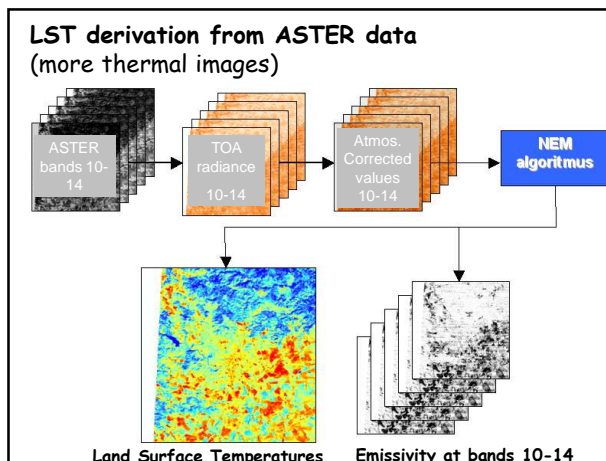 LST derivation from ASTER data
(more thermal images)
ASTER
bands 10-
14
TOA
radiance
10-14
Atmos.
Corrected
values
10-14
NEM
algoritmus
Land Surface Temperatures
Emissivity at bands 10-14